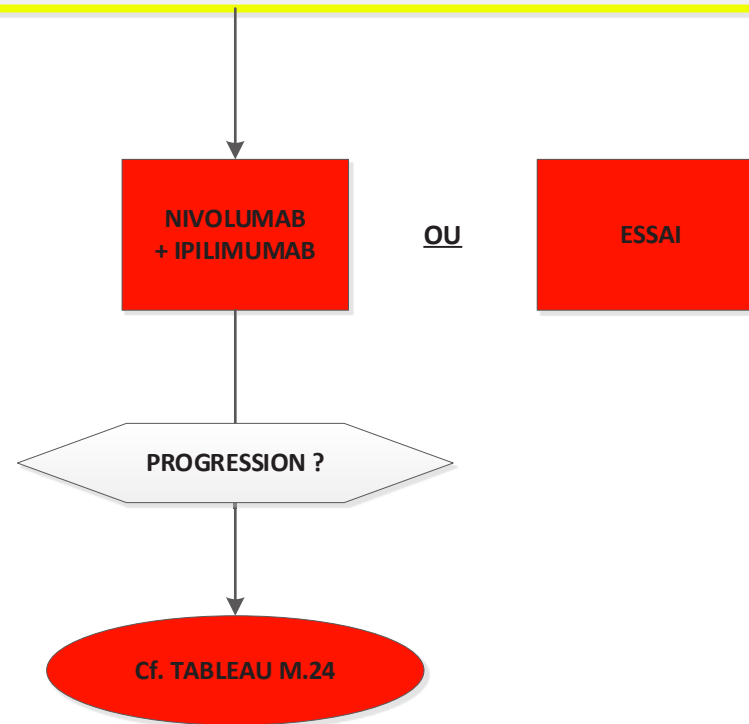 NIVOLUMAB
+ IPILIMUMAB
OU
ESSAI
PROGRESSION ?
Cf. TABLEAU M.24